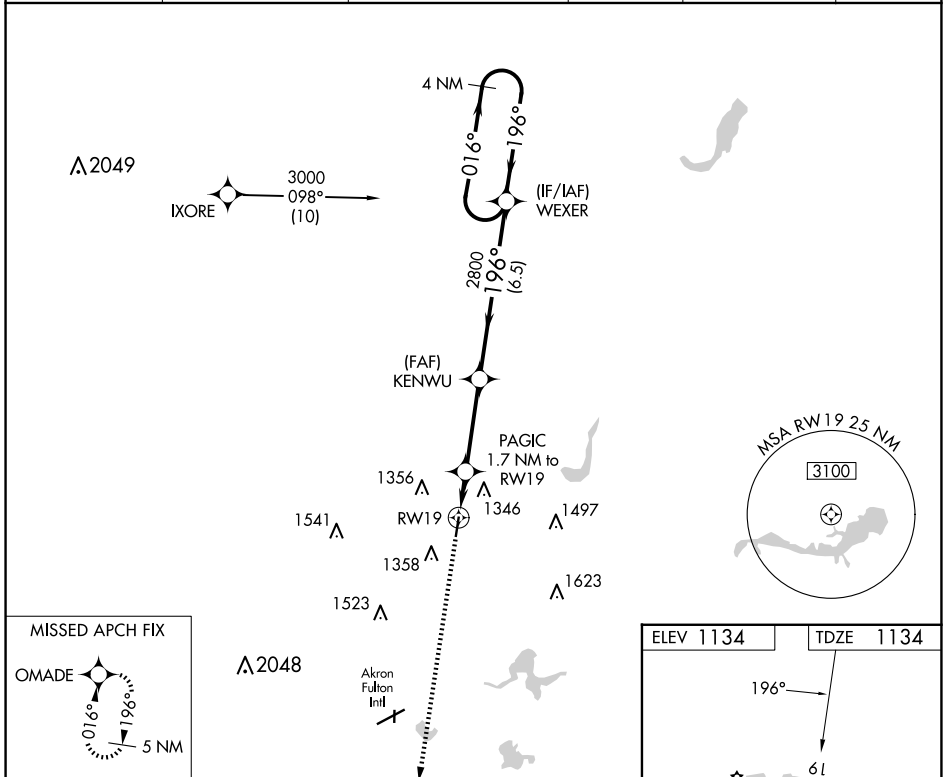 4 NM
016°
196°
2049
3000
098°
(10)
IXORE
(IF/IAF)
WEXER
2800
196°
(6.5)
(FAF)
KENWU
PAGIC
1.7 NM to
RW19
1356
1346
RW19
1497
1541
1358
1623
1523
MSA RW19 25 NM
3100
MISSED APCH FIX
OMADE
016°
196°
5 NM
2048
Akron
Fulton
Intl
ELEV 1134
TDZE 1134
196°
61